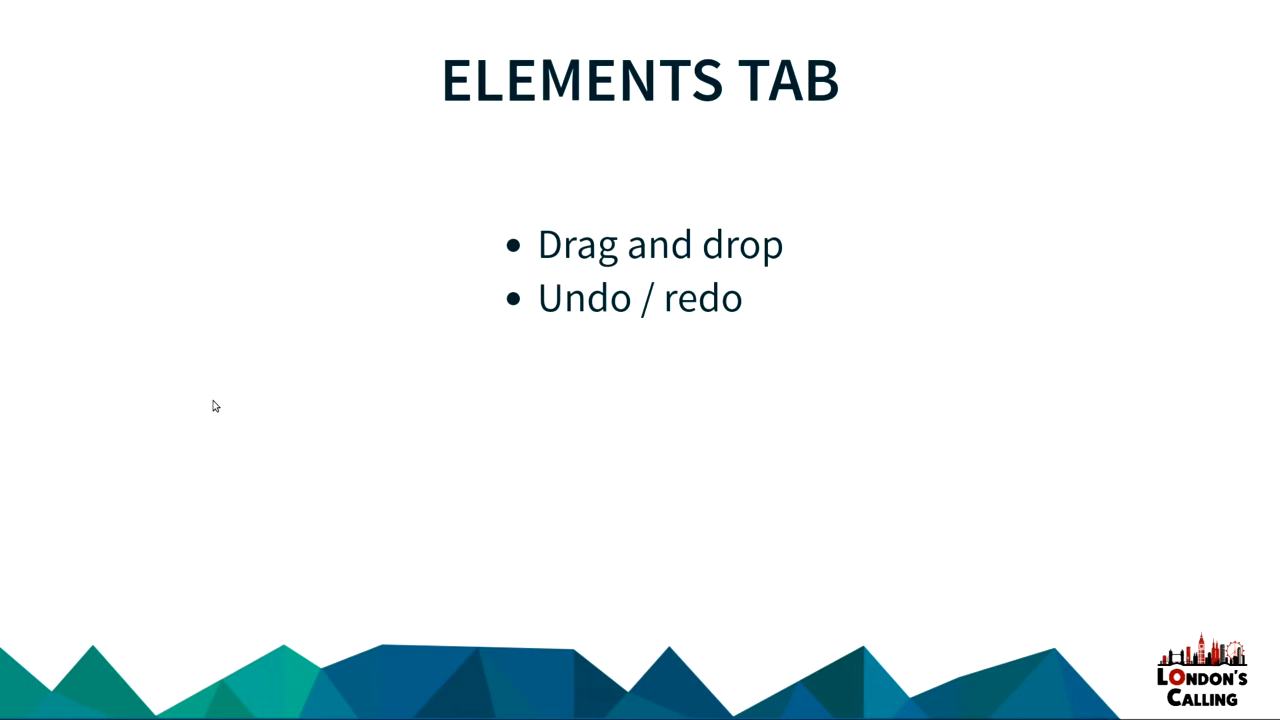 ELEMENTS TAB
• Drag and drop
• Undo / redo
LONDON'S
CALLING